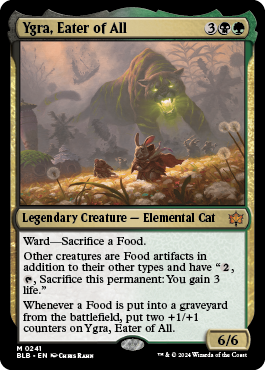 Ygra, Eater of All 3
Legendary Creature — Elemental Cat
Ward—Sacrifice a Food.
Other creatures are Food artifacts in
addition to their other types and have “2,
, Sacrifice this permanent: You gain 3
life.”
Whenever a Food is put into a graveyard
from the battlefield, put two +1/+1
counters on Ygra, Eater of All.
6/6
M 0241
BLB • EN Chris Rahn
™ & © 2024 Wizards of the Coast